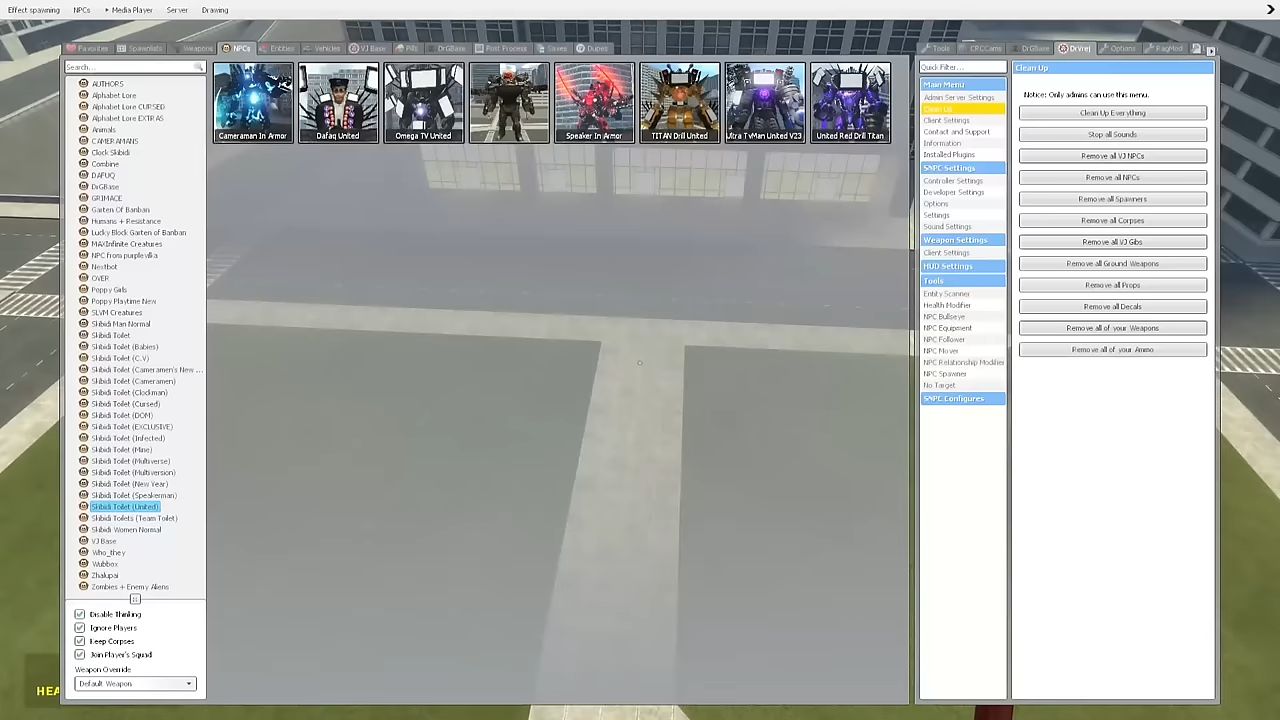 Effect spawning NPCs Media Player Server Drawing
Favorites Spawnlists Weapons NPCs Entities Vehicles VJ Base Pills DrGBase Post Process Saves Dupes
Search...
AUTHORS
Alphabet Lore
Alphabet Lore CURSED
Alphabet Lore EXTRAS
Animals
CAMERAMANS
Clock Skibidi
Combine
DAFUQ
DrGBase
GRIMACE
Garten Of Banban
Humans + Resistance
Lucky Block Garten of Banban
MAXInfinite Creatures
NPC from purplevlka
Nextbot
OVER
Poppy Girls
Poppy Playtime New
SLVM Creatures
Skibidi Man Normal
Skibidi Toilet
Skibidi Toilet (Babies)
Skibidi Toilet (C.V)
Skibidi Toilet (Cameramen's New ...
Skibidi Toilet (Cameramen)
Skibidi Toilet (Clockman)
Skibidi Toilet (Cursed)
Skibidi Toilet (DOM)
Skibidi Toilet (EXCLUSIVE)
Skibidi Toilet (Infected)
Skibidi Toilet (Mine)
Skibidi Toilet (Multiverse)
Skibidi Toilet (Multiversion)
Skibidi Toilet (New Year)
Skibidi Toilet (Speakerman)
Skibidi Toilet (United)
Skibidi Toilets (Team Toilet)
Skibidi Women Normal
VJ Base
Who_they
Wubbox
Zhalupai
Zombies + Enemy Aliens
Disable Thinking
Ignore Players
Keep Corpses
Join Player's Squad
Weapon Override
Default Weapon
HEA
Cameraman In Armor
Dafaq United
Omega TV United
Speaker In Armor
TITAN Drill United
Ultra TvMan United V23
United Red Drill Titan
Tools CRCCams DrGBase DrVrej Options RagMod
Quick Filter...
Main Menu
Admin Server Settings
Clean Up
Client Settings
Contact and Support
Information
Installed Plugins
SNPC Settings
Controller Settings
Developer Settings
Options
Settings
Sound Settings
Weapon Settings
Client Settings
HUD Settings
Tools
Entity Scanner
Health Modifier
NPC Bullseye
NPC Equipment
NPC Follower
NPC Mover
NPC Relationship Modifier
NPC Spawner
No Target
SNPC Configures
Clean Up
Notice: Only admins can use this menu.
Clean Up Everything
Stop all Sounds
Remove all VJ NPCs
Remove all NPCs
Remove all Spawners
Remove all Corpses
Remove all VJ Gibs
Remove all Ground Weapons
Remove all Props
Remove all Decals
Remove all of your Weapons
Remove all of your Ammo